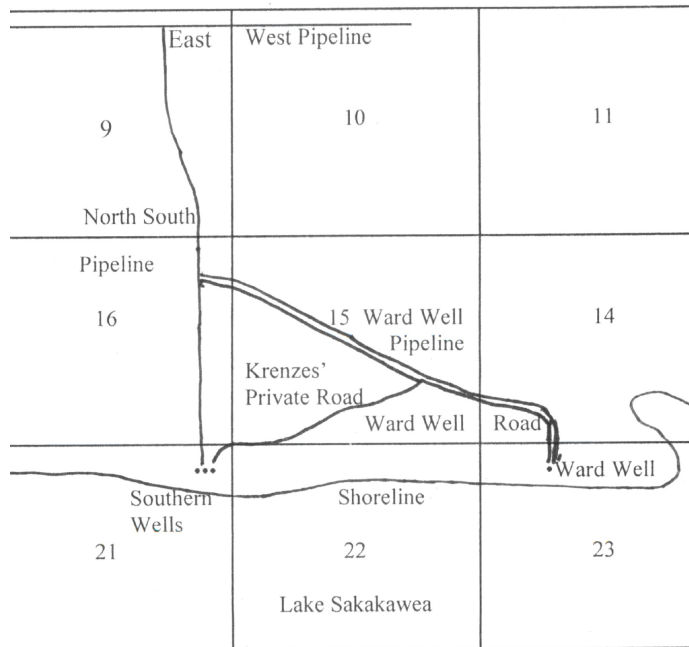 East West Pipeline
9
10
11
North South
Pipeline
16
15 Ward Well
Pipeline
14
Krenzes'
Private Road
Ward Well Road
Ward Well
Southern
Wells
Shoreline
21
22
23
Lake Sakakawea